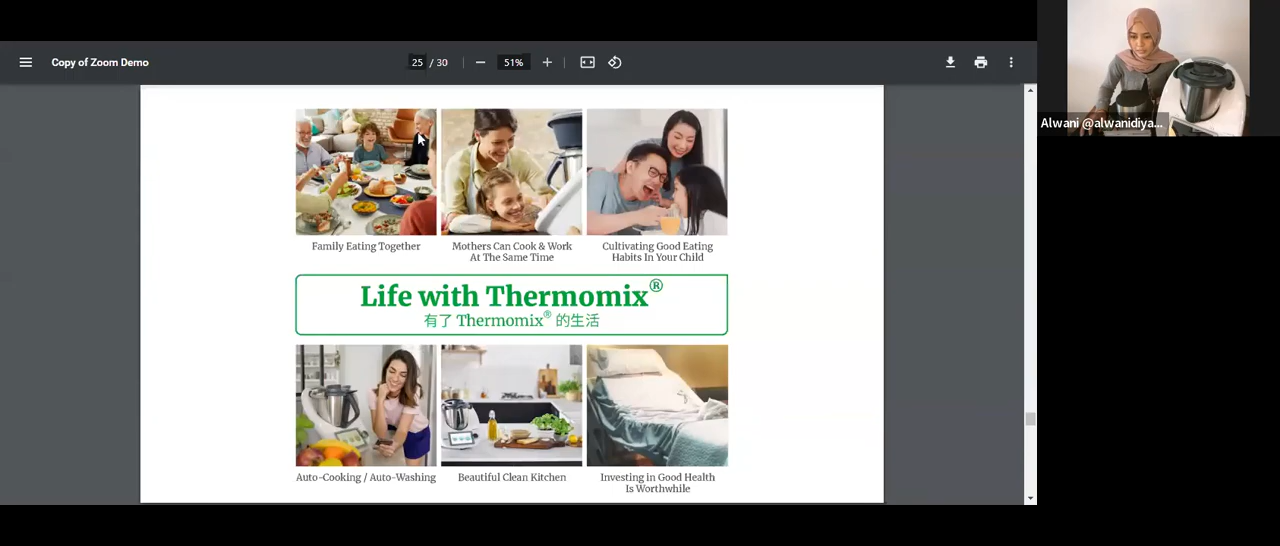 Copy of Zoom Demo
25 / 30
51%
Alwani @alwanidiya...
Family Eating Together
Mothers Can Cook & Work
At The Same Time
Cultivating Good Eating
Habits In Your Child
Life with Thermomix®
有了 Thermomix® 的生活
Auto-Cooking / Auto-Washing
Beautiful Clean Kitchen
Investing in Good Health
Is Worthwhile